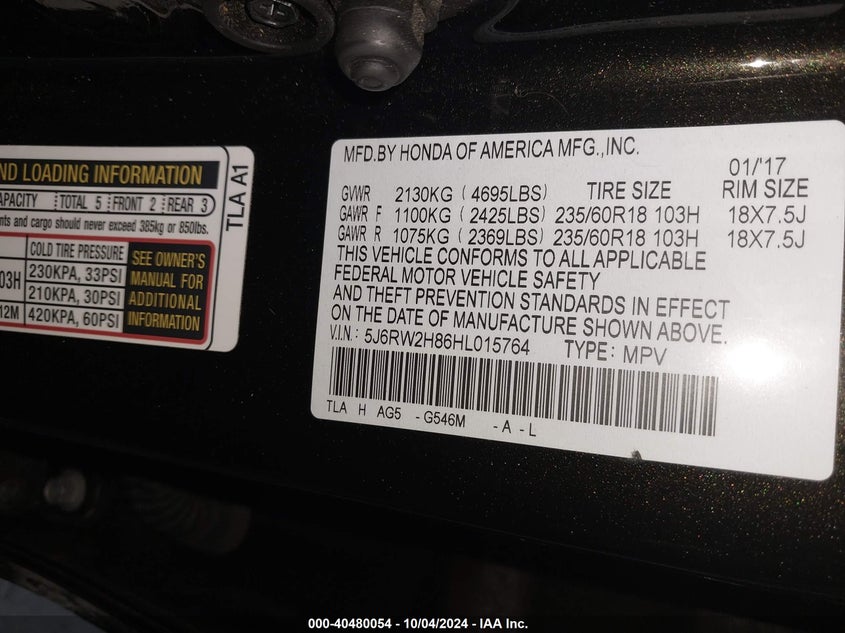 ND LOADING INFORMATION
APACITY TOTAL 5 FRONT 2 REAR 3
nts and cargo should never exceed 385kg or 850lbs.
COLD TIRE PRESSURE
03H 230KPA, 33PSI
210KPA, 30PSI
12M 420KPA, 60PSI
SEE OWNER'S
MANUAL FOR
ADDITIONAL
INFORMATION
TLA A1
MFD.BY HONDA OF AMERICA MFG.,INC.
01/'17
GVWR 2130KG (4695LBS) TIRE SIZE RIM SIZE
GAWR F 1100KG (2425LBS) 235/60R18 103H 18X7.5J
GAWR R 1075KG (2369LBS) 235/60R18 103H 18X7.5J
THIS VEHICLE CONFORMS TO ALL APPLICABLE
FEDERAL MOTOR VEHICLE SAFETY
AND THEFT PREVENTION STANDARDS IN EFFECT
ON THE DATE OF MANUFACTURE SHOWN ABOVE.
V.I.N.: 5J6RW2H86HL015764 TYPE: MPV
TLA H AG5 -G546M -A -L
000-40480054 - 10/04/2024 - IAA Inc.